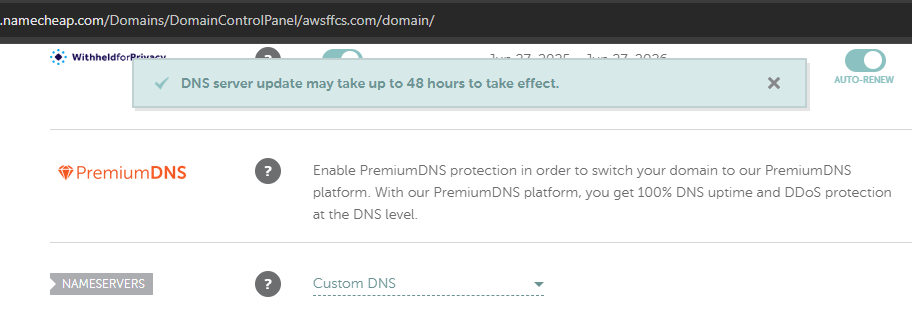 .namecheap.com/Domains/DomainControlPanel/awsffcs.com/domain/
WithheldforPrivacy
?
Jun 27, 2025 – Jun 27, 2026
AUTO-RENEW
DNS server update may take up to 48 hours to take effect.
PremiumDNS
?
Enable PremiumDNS protection in order to switch your domain to our PremiumDNS
platform. With our PremiumDNS platform, you get 100% DNS uptime and DDoS protection
at the DNS level.
NAMESERVERS
?
Custom DNS